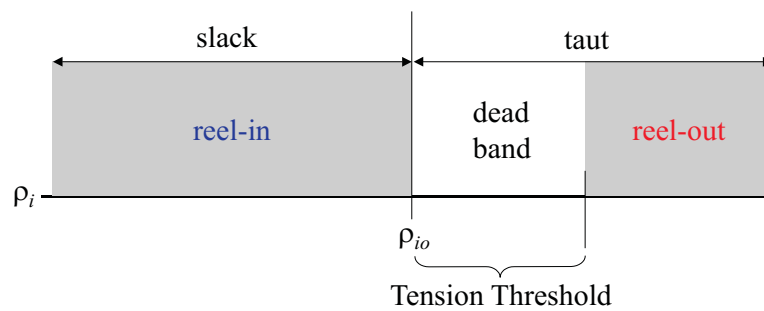 slack
taut
reel-in
dead
band
reel-out
ρi
ρio
Tension Threshold